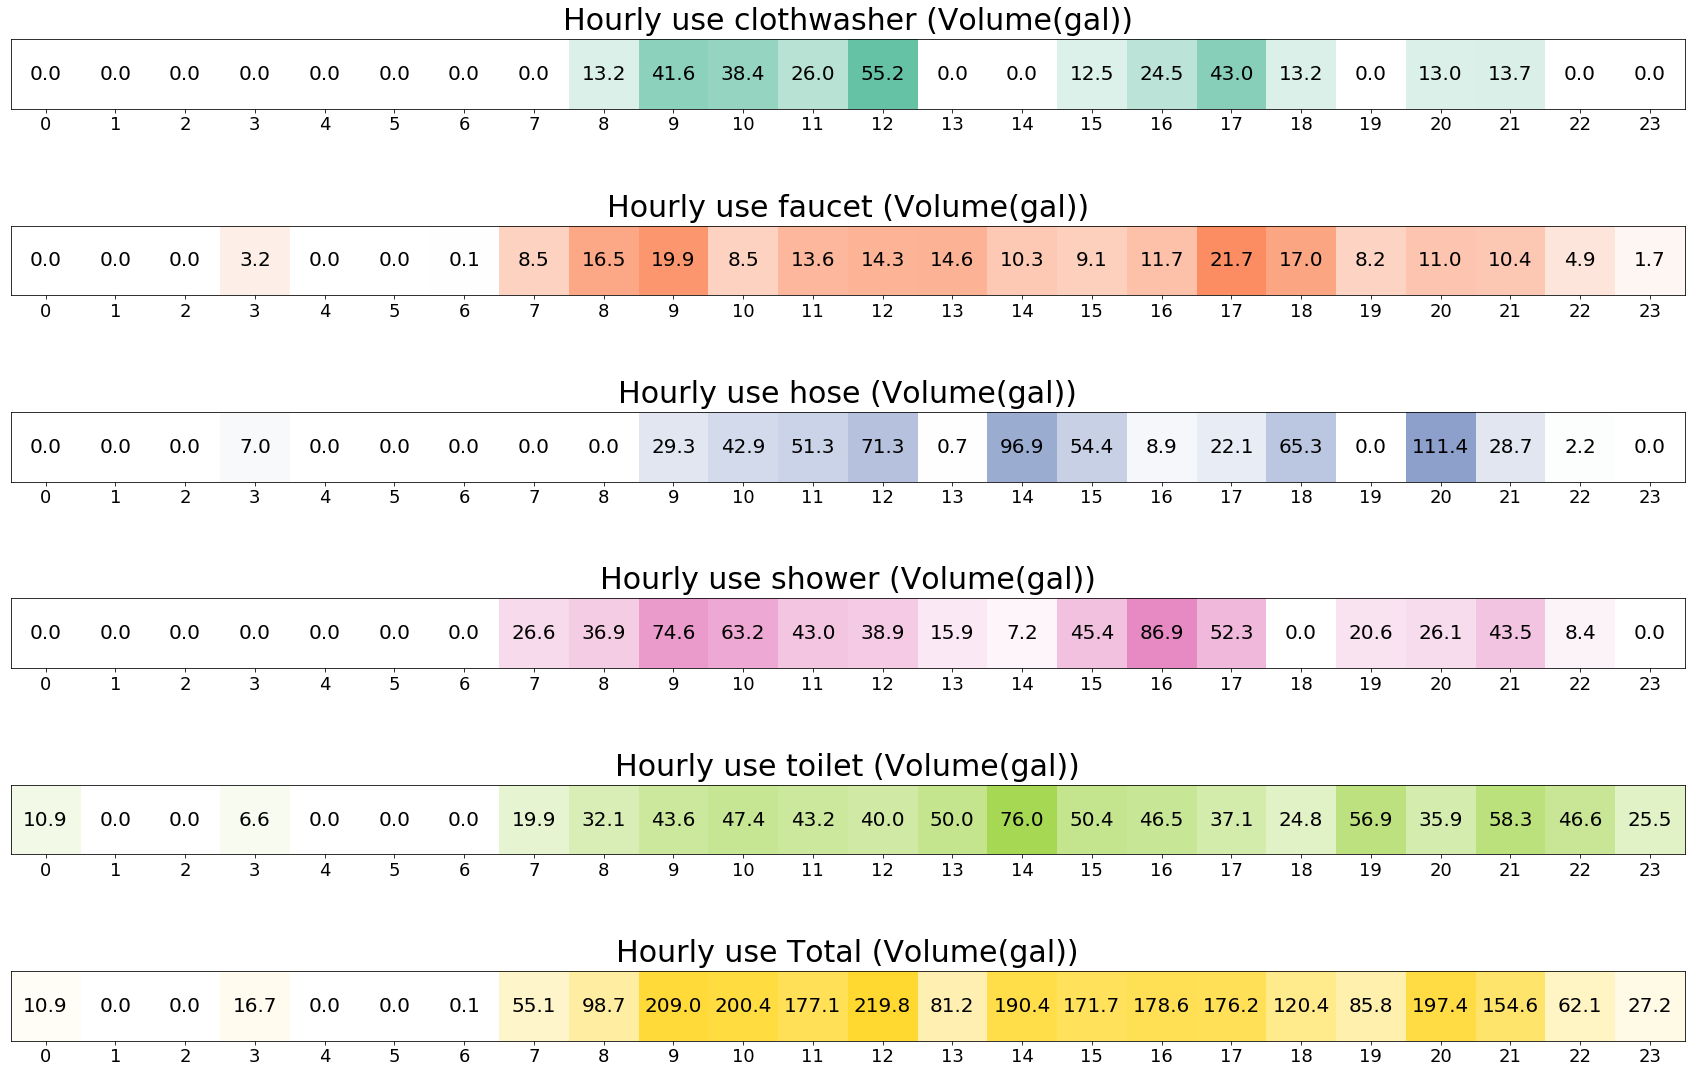 Hourly use clothwasher (Volume(gal))
0.0 0.0 0.0 0.0 0.0 0.0 0.0 0.0 13.2 41.6 38.4 26.0 55.2 0.0 0.0 12.5 24.5 43.0 13.2 0.0 13.0 13.7 0.0 0.0
0 1 2 3 4 5 6 7 8 9 10 11 12 13 14 15 16 17 18 19 20 21 22 23
Hourly use faucet (Volume(gal))
0.0 0.0 0.0 3.2 0.0 0.0 0.1 8.5 16.5 19.9 8.5 13.6 14.3 14.6 10.3 9.1 11.7 21.7 17.0 8.2 11.0 10.4 4.9 1.7
0 1 2 3 4 5 6 7 8 9 10 11 12 13 14 15 16 17 18 19 20 21 22 23
Hourly use hose (Volume(gal))
0.0 0.0 0.0 7.0 0.0 0.0 0.0 0.0 0.0 29.3 42.9 51.3 71.3 0.7 96.9 54.4 8.9 22.1 65.3 0.0 111.4 28.7 2.2 0.0
0 1 2 3 4 5 6 7 8 9 10 11 12 13 14 15 16 17 18 19 20 21 22 23
Hourly use shower (Volume(gal))
0.0 0.0 0.0 0.0 0.0 0.0 0.0 26.6 36.9 74.6 63.2 43.0 38.9 15.9 7.2 45.4 86.9 52.3 0.0 20.6 26.1 43.5 8.4 0.0
0 1 2 3 4 5 6 7 8 9 10 11 12 13 14 15 16 17 18 19 20 21 22 23
Hourly use toilet (Volume(gal))
10.9 0.0 0.0 6.6 0.0 0.0 0.0 19.9 32.1 43.6 47.4 43.2 40.0 50.0 76.0 50.4 46.5 37.1 24.8 56.9 35.9 58.3 46.6 25.5
0 1 2 3 4 5 6 7 8 9 10 11 12 13 14 15 16 17 18 19 20 21 22 23
Hourly use Total (Volume(gal))
10.9 0.0 0.0 16.7 0.0 0.0 0.1 55.1 98.7 209.0 200.4 177.1 219.8 81.2 190.4 171.7 178.6 176.2 120.4 85.8 197.4 154.6 62.1 27.2
0 1 2 3 4 5 6 7 8 9 10 11 12 13 14 15 16 17 18 19 20 21 22 23